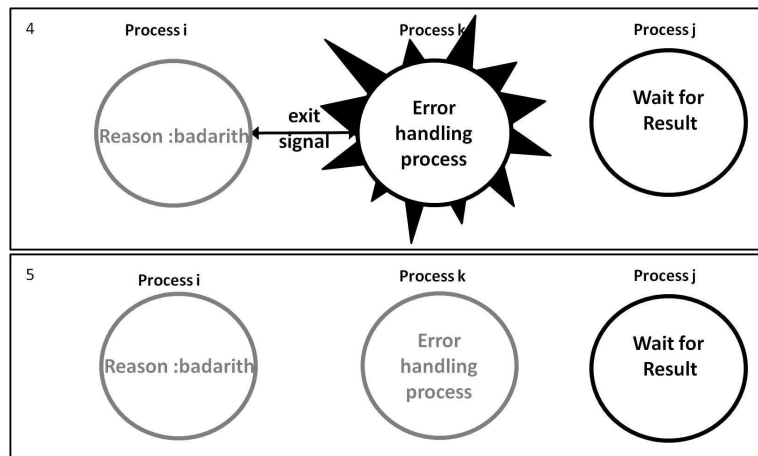 4
Process i
Process k
Process j
Reason :badarith
exit
signal
Error
handling
process
Wait for
Result
5
Process i
Process k
Process j
Reason :badarith
Error
handling
process
Wait for
Result